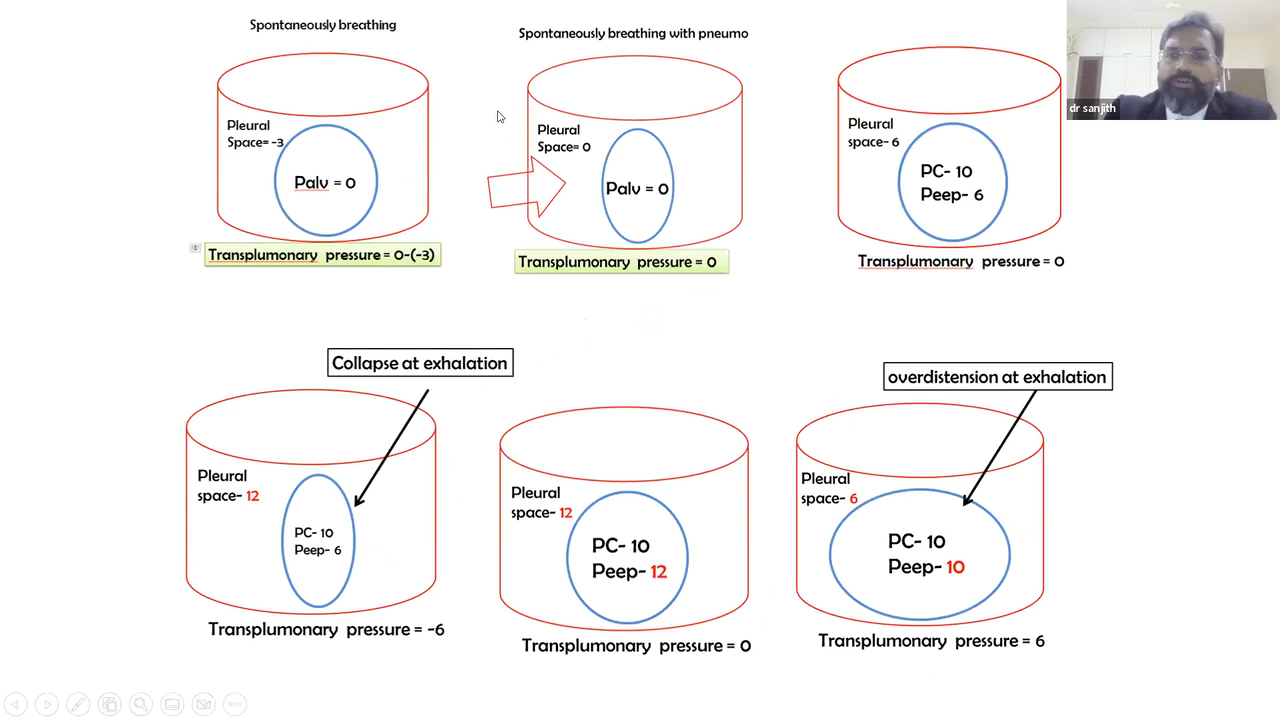 Spontaneously breathing
Pleural
Space= -3
Palv = 0
Transplumonary pressure = 0-(-3)
Spontaneously breathing with pneumo
Pleural
Space= 0
Palv = 0
Transplumonary pressure = 0
Pleural
space- 6
PC- 10
Peep- 6
Transplumonary pressure = 0
dr sanjith
Collapse at exhalation
Pleural
space- 12
PC- 10
Peep- 6
Transplumonary pressure = -6
Pleural
space- 12
PC- 10
Peep- 12
Transplumonary pressure = 0
overdistension at exhalation
Pleural
space- 6
PC- 10
Peep- 10
Transplumonary pressure = 6